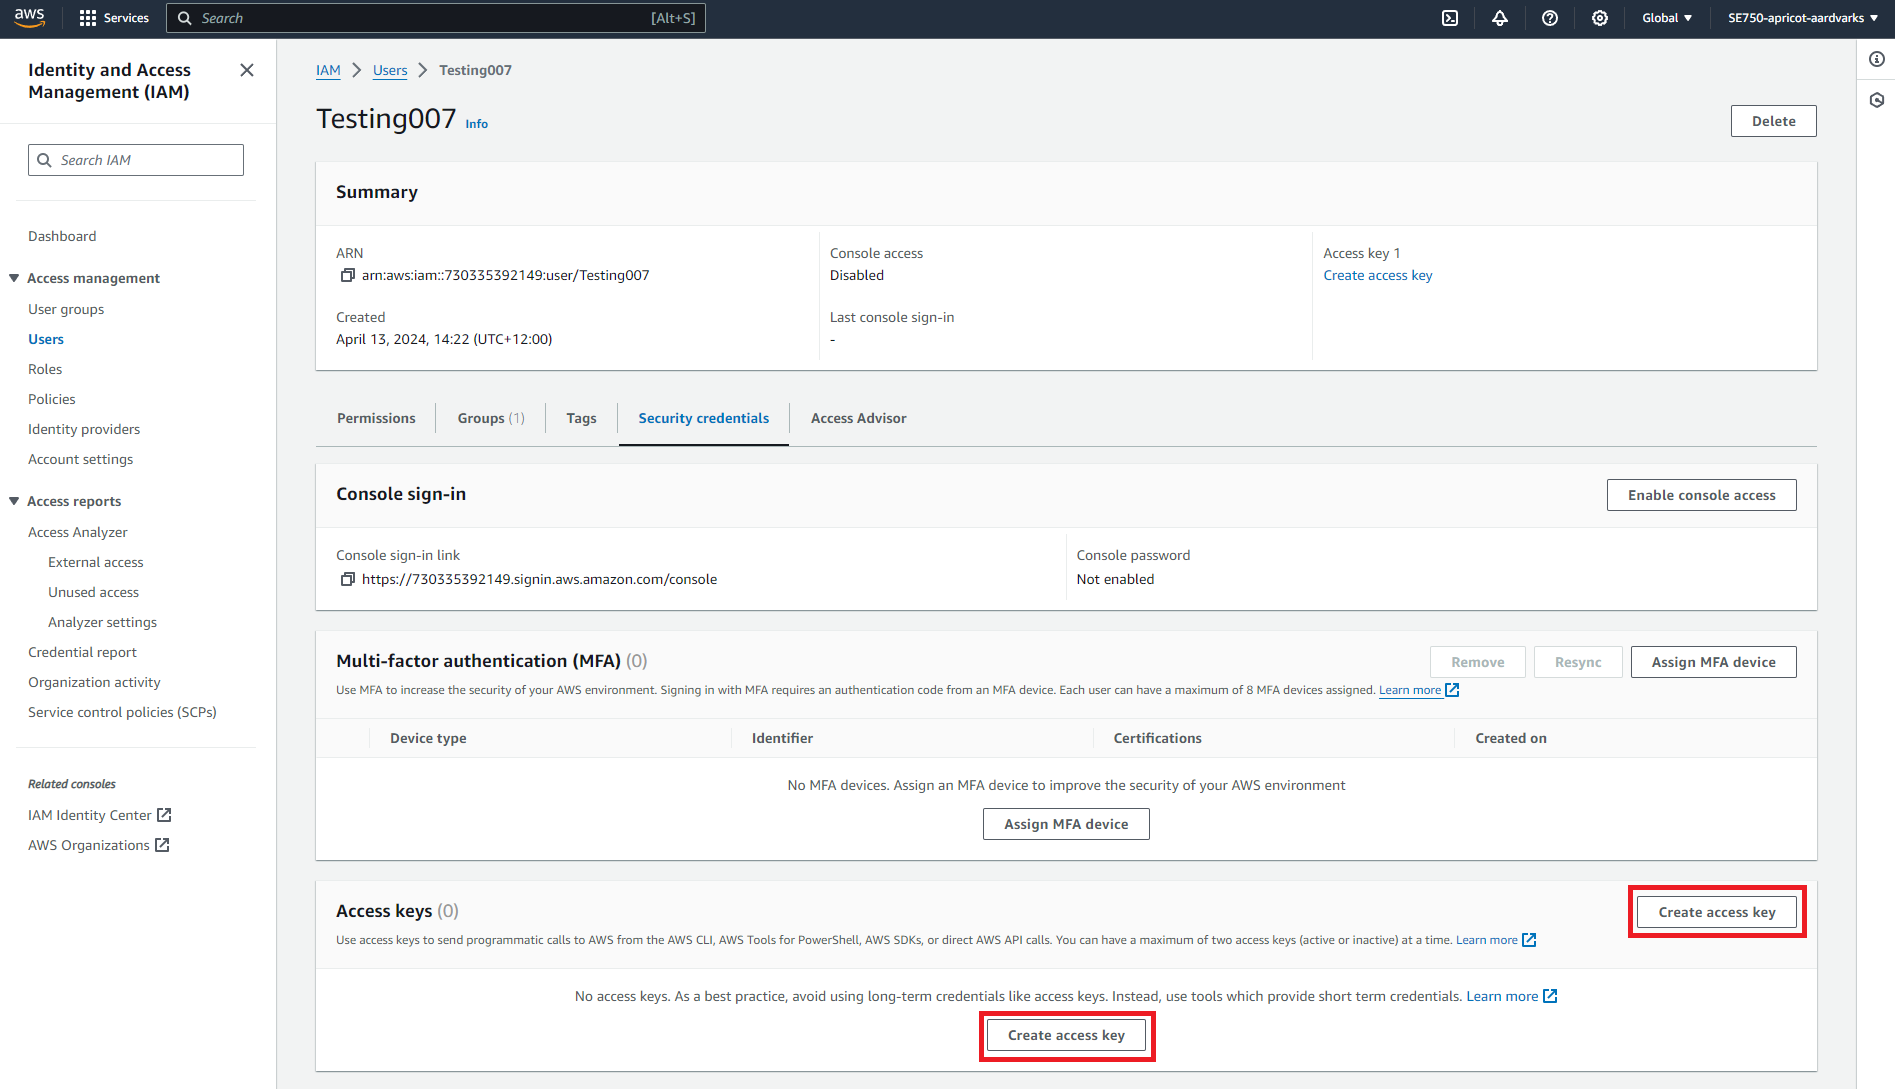 aws
Services
Search
[Alt+S]
Global
SE750-apricot-aardvarks
Identity and Access
Management (IAM)
Search IAM
Dashboard
Access management
User groups
Users
Roles
Policies
Identity providers
Account settings
Access reports
Access Analyzer
External access
Unused access
Analyzer settings
Credential report
Organization activity
Service control policies (SCPs)
Related consoles
IAM Identity Center
AWS Organizations
IAM > Users > Testing007
Testing007 Info
Delete
Summary
ARN
arn:aws:iam::730335392149:user/Testing007
Created
April 13, 2024, 14:22 (UTC+12:00)
Console access
Disabled
Last console sign-in
-
Access key 1
Create access key
Permissions
Groups (1)
Tags
Security credentials
Access Advisor
Console sign-in
Enable console access
Console sign-in link
https://730335392149.signin.aws.amazon.com/console
Console password
Not enabled
Multi-factor authentication (MFA) (0)
Remove
Resync
Assign MFA device
Use MFA to increase the security of your AWS environment. Signing in with MFA requires an authentication code from an MFA device. Each user can have a maximum of 8 MFA devices assigned. Learn more
Device type
Identifier
Certifications
Created on
No MFA devices. Assign an MFA device to improve the security of your AWS environment
Assign MFA device
Access keys (0)
Create access key
Use access keys to send programmatic calls to AWS from the AWS CLI, AWS Tools for PowerShell, AWS SDKs, or direct AWS API calls. You can have a maximum of two access keys (active or inactive) at a time. Learn more
No access keys. As a best practice, avoid using long-term credentials like access keys. Instead, use tools which provide short term credentials. Learn more
Create access key